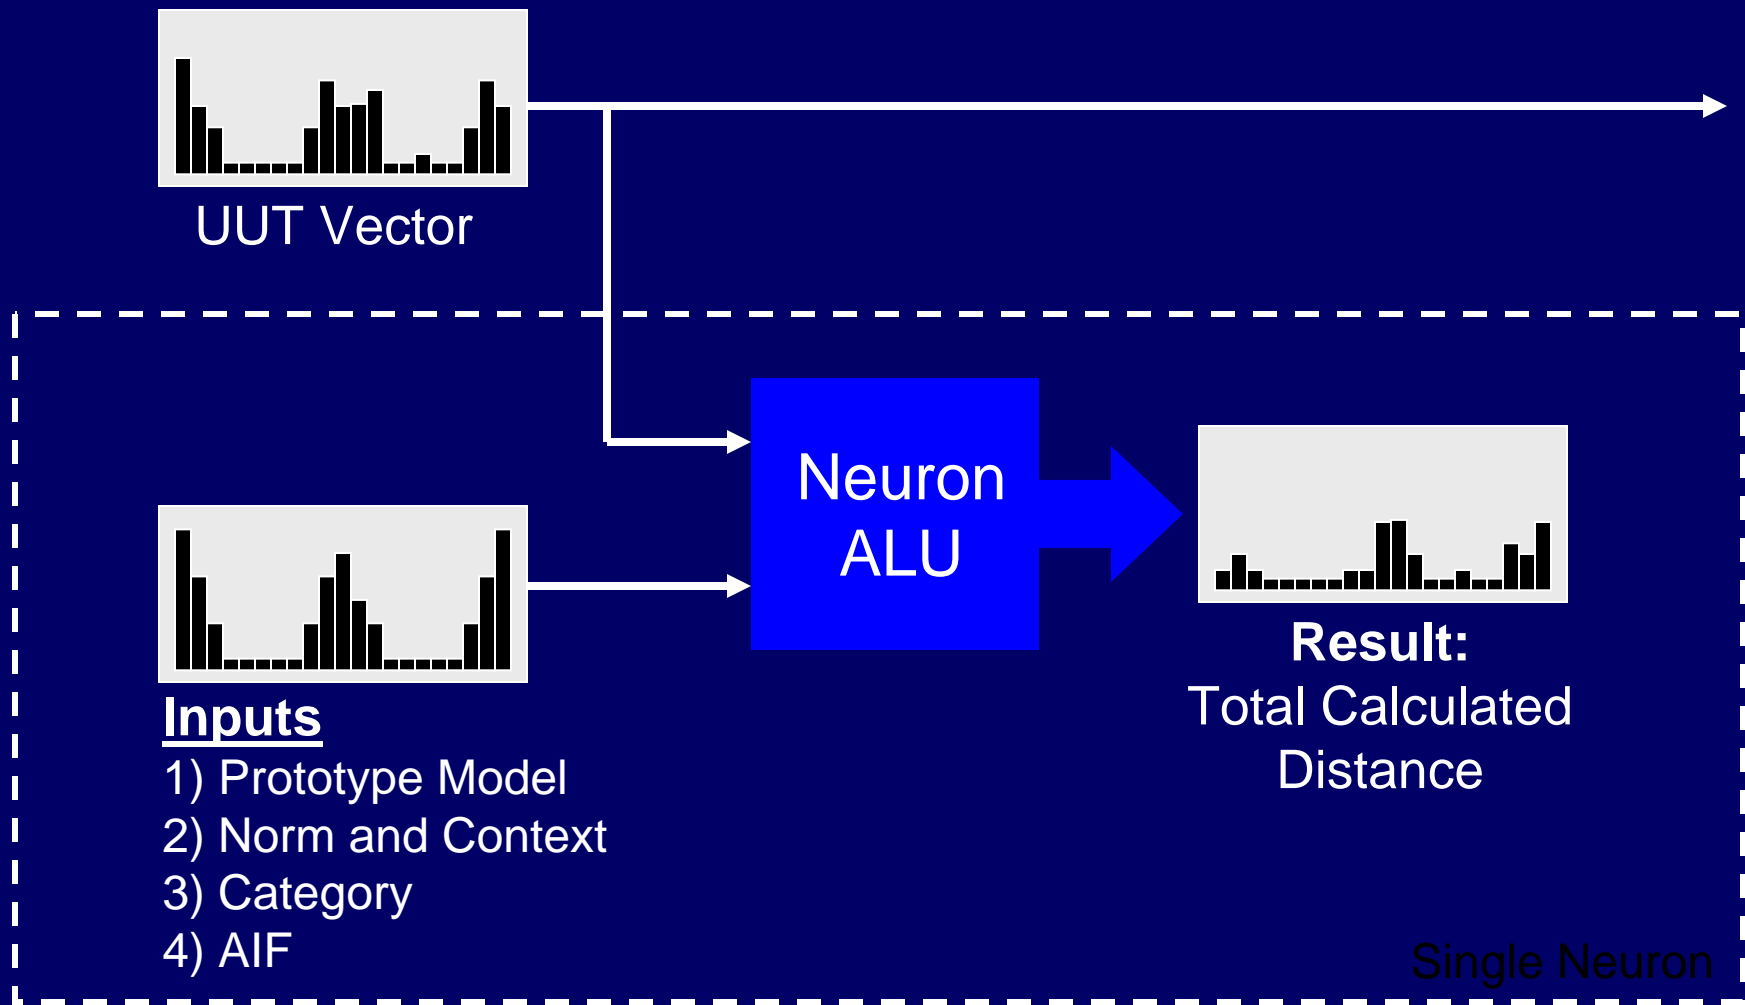 UUT Vector
Neuron
ALU
Inputs
1) Prototype Model
2) Norm and Context
3) Category
4) AIF
Result:
Total Calculated
Distance
Single Neuron